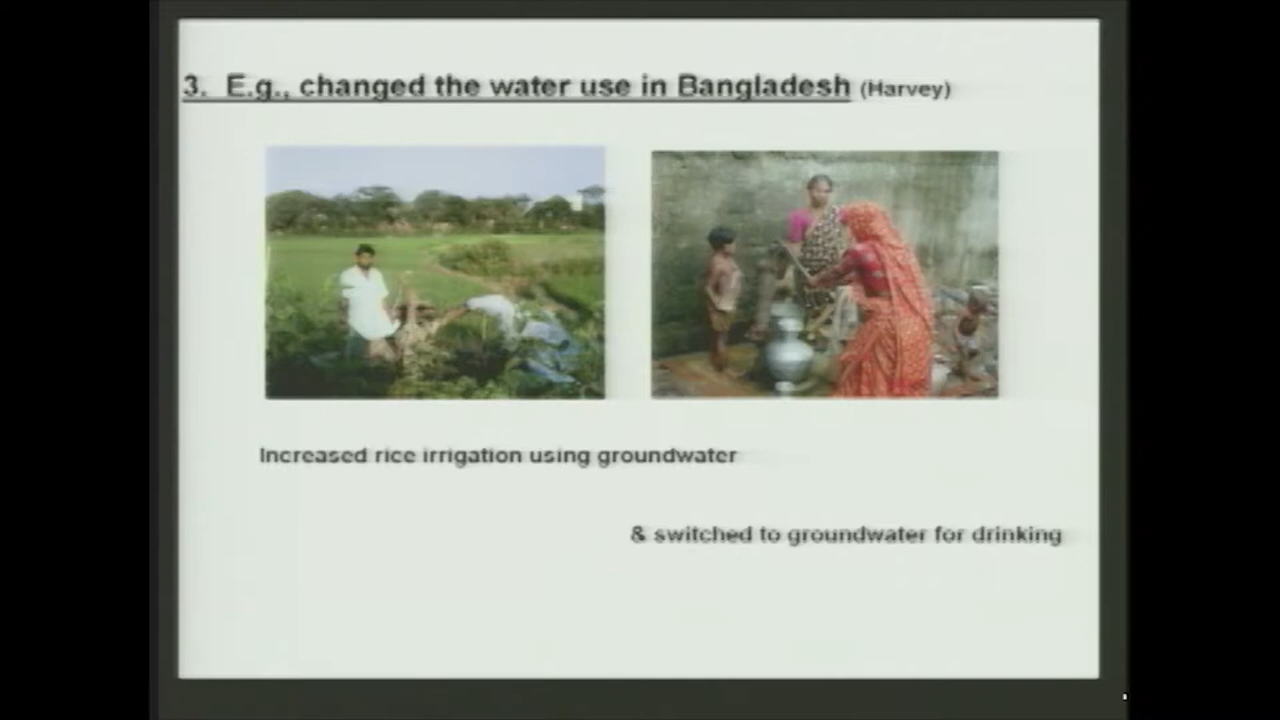 3. E.g., changed the water use in Bangladesh (Harvey)
Increased rice irrigation using groundwater
& switched to groundwater for drinking